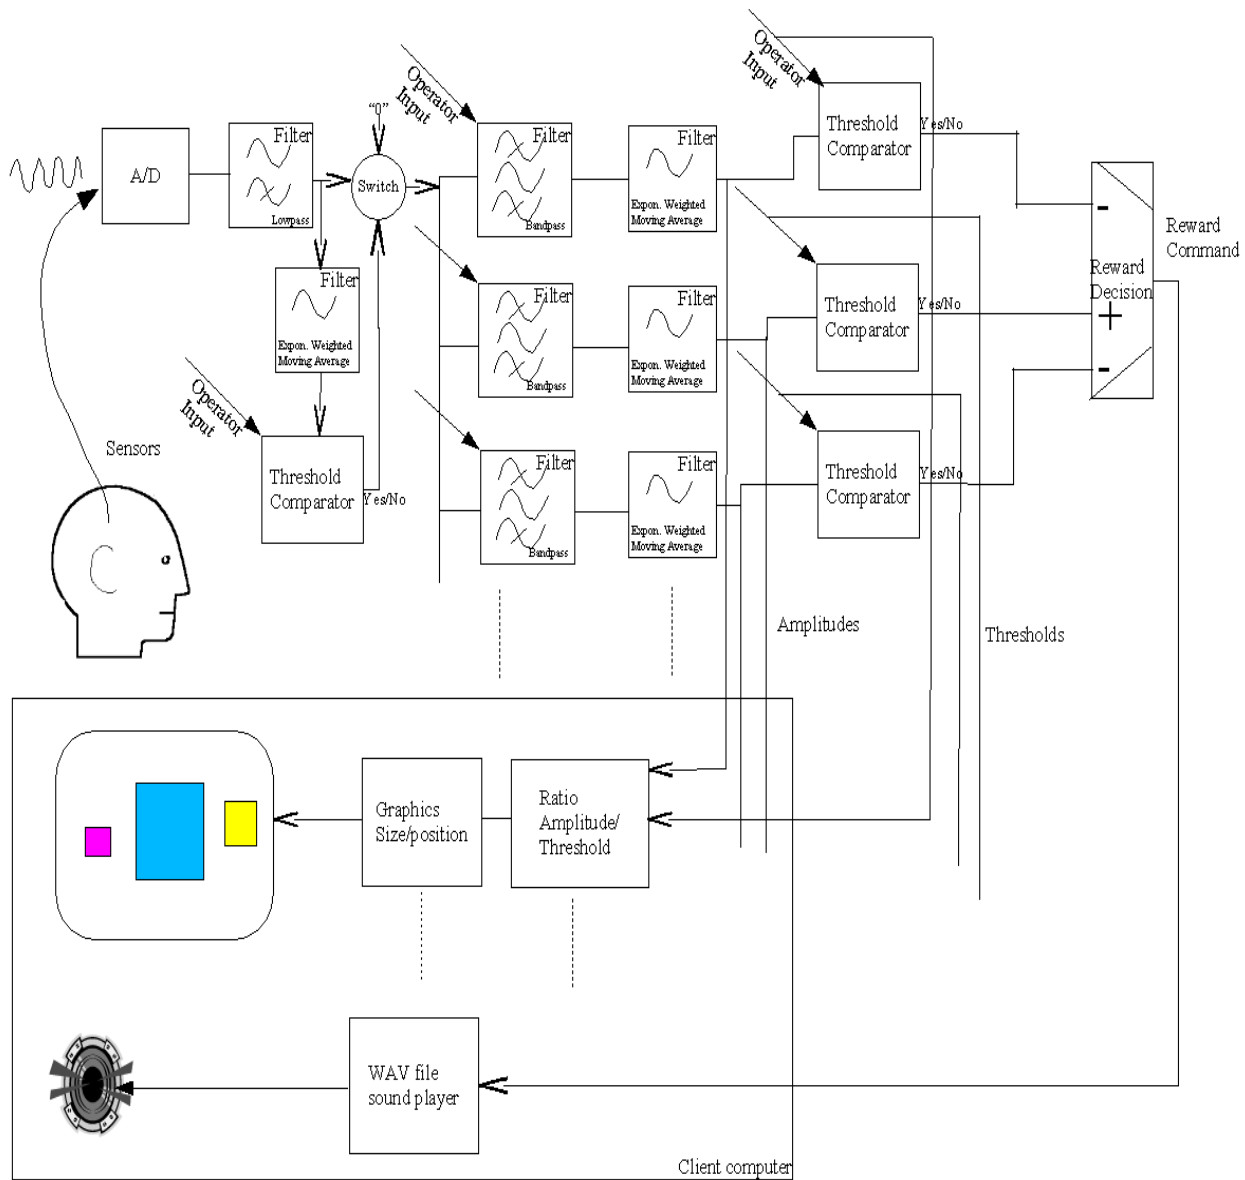 Operator
Input
Operator
Input
"0"
A/D
Filter
Lowpass
Switch
Filter
Bandpass
Filter
Expon. Weighted
Moving Average
Threshold
Comparator
Yes/No
Reward
Command
Filter
Expon. Weighted
Moving Average
Filter
Bandpass
Filter
Expon. Weighted
Moving Average
Threshold
Comparator
Yes/No
-
Reward
Decision
+
-
Operator
Input
Sensors
Threshold
Comparator
Yes/No
Filter
Bandpass
Filter
Expon. Weighted
Moving Average
Threshold
Comparator
Yes/No
Amplitudes
Thresholds
Graphics
Size/position
Ratio
Amplitude/
Threshold
WAV file
sound player
Client computer